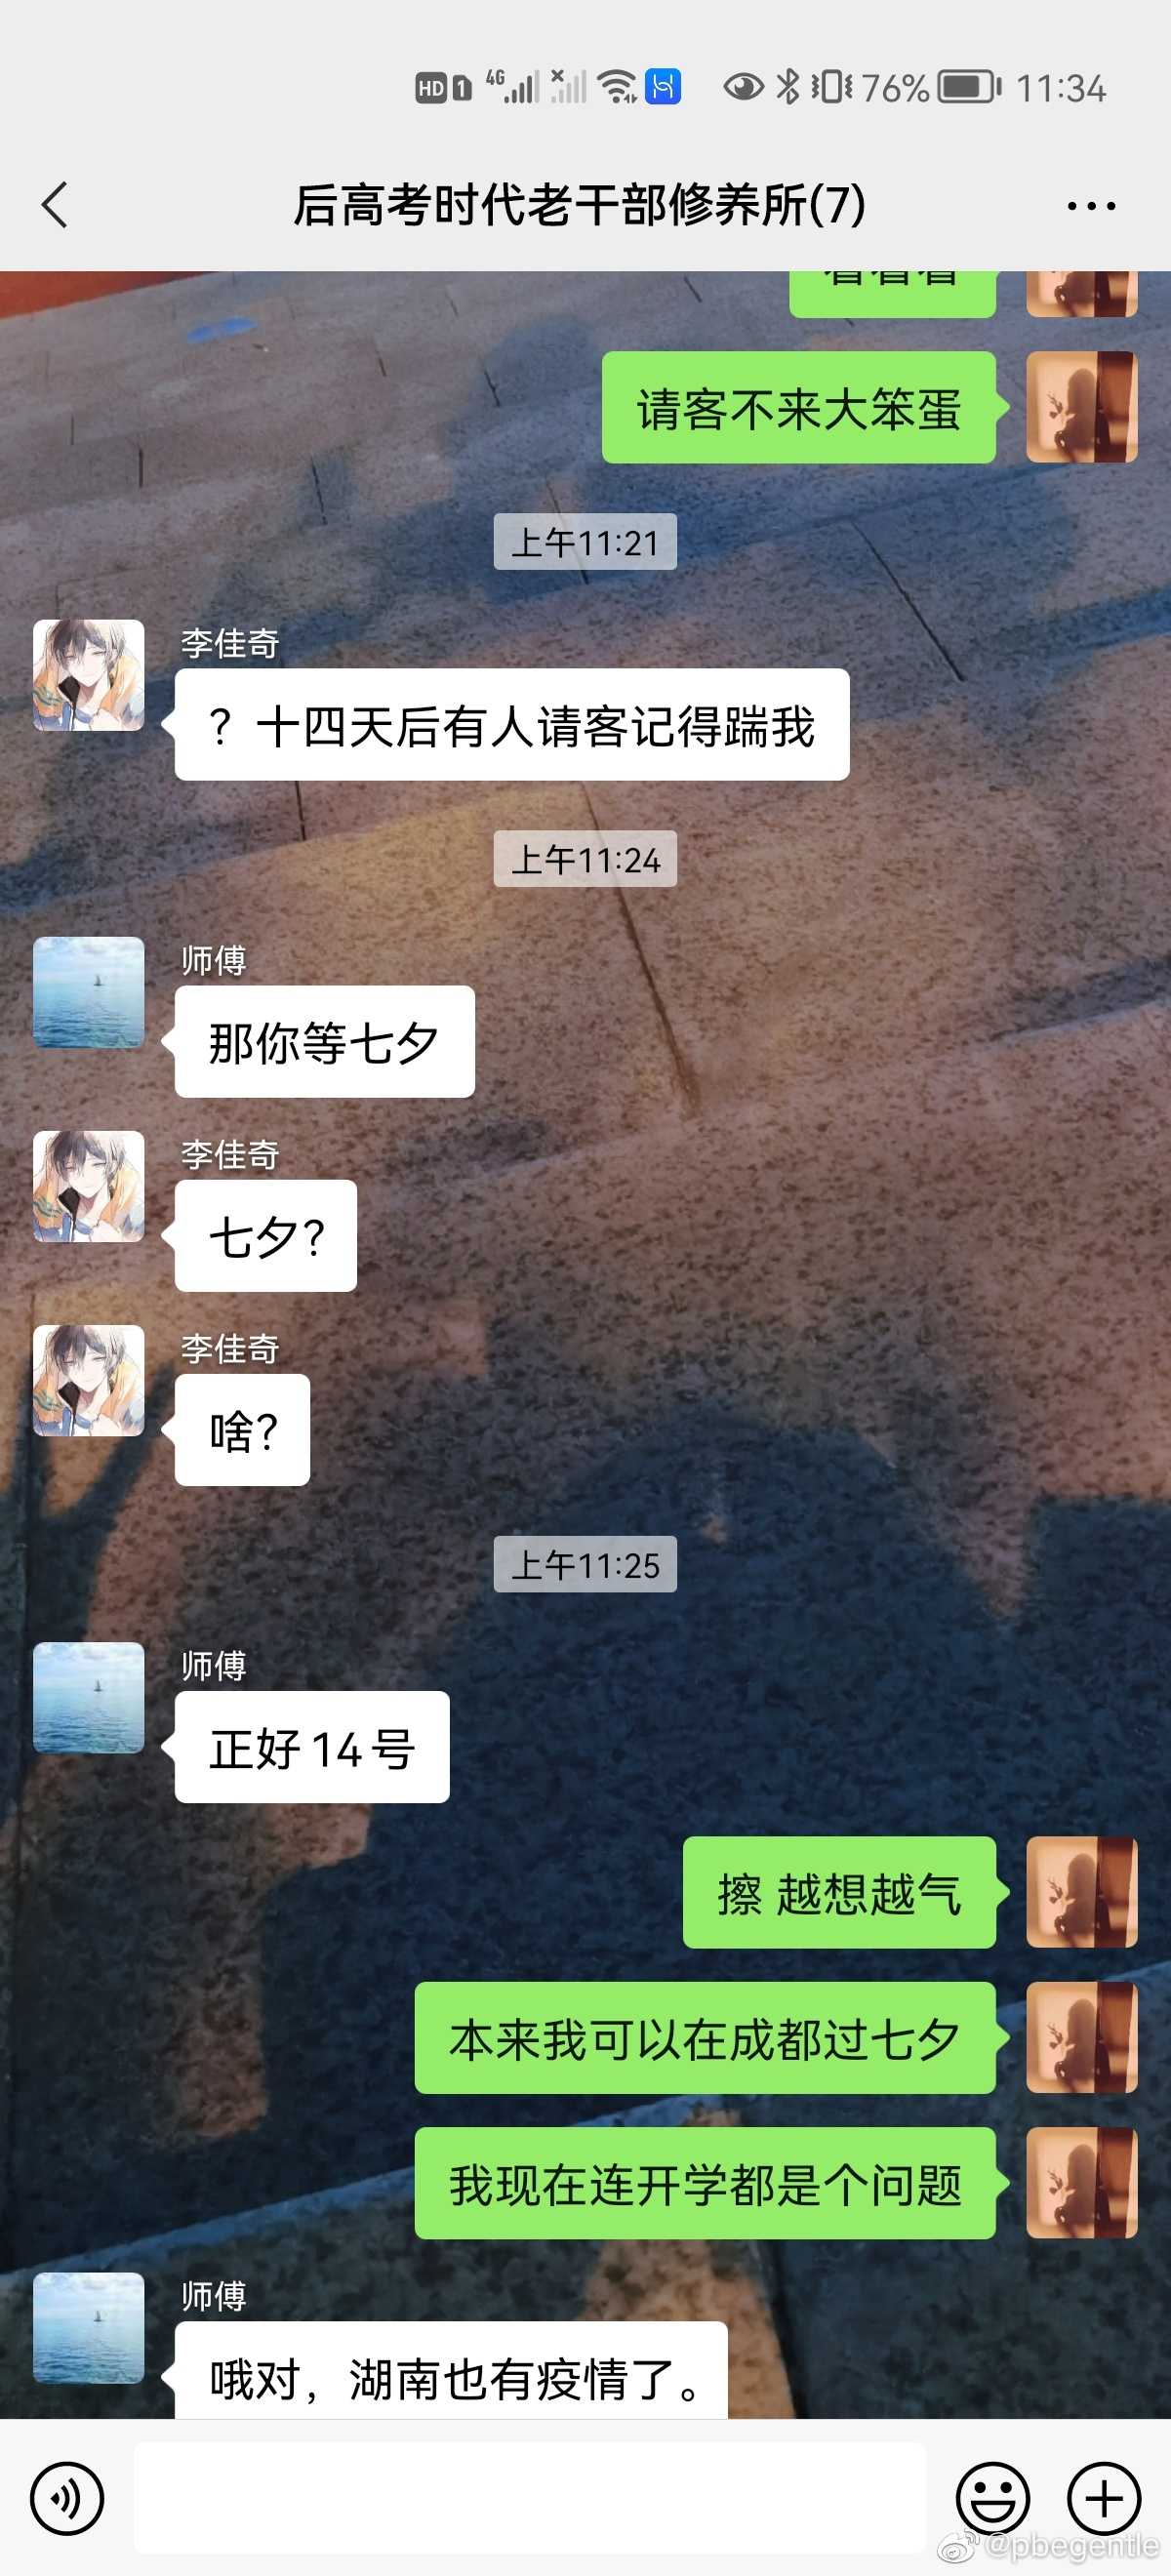 HD 1 4G 76% 11:34
后高考时代老干部修养所(7)
请客不来大笨蛋
上午11:21
李佳奇
？十四天后有人请客记得踹我
上午11:24
师傅
那你等七夕
李佳奇
七夕?
李佳奇
啥?
上午11:25
师傅
正好14号
擦 越想越气
本来我可以在成都过七夕
我现在连开学都是个问题
师傅
哦对，湖南也有疫情了。
@pbegentle